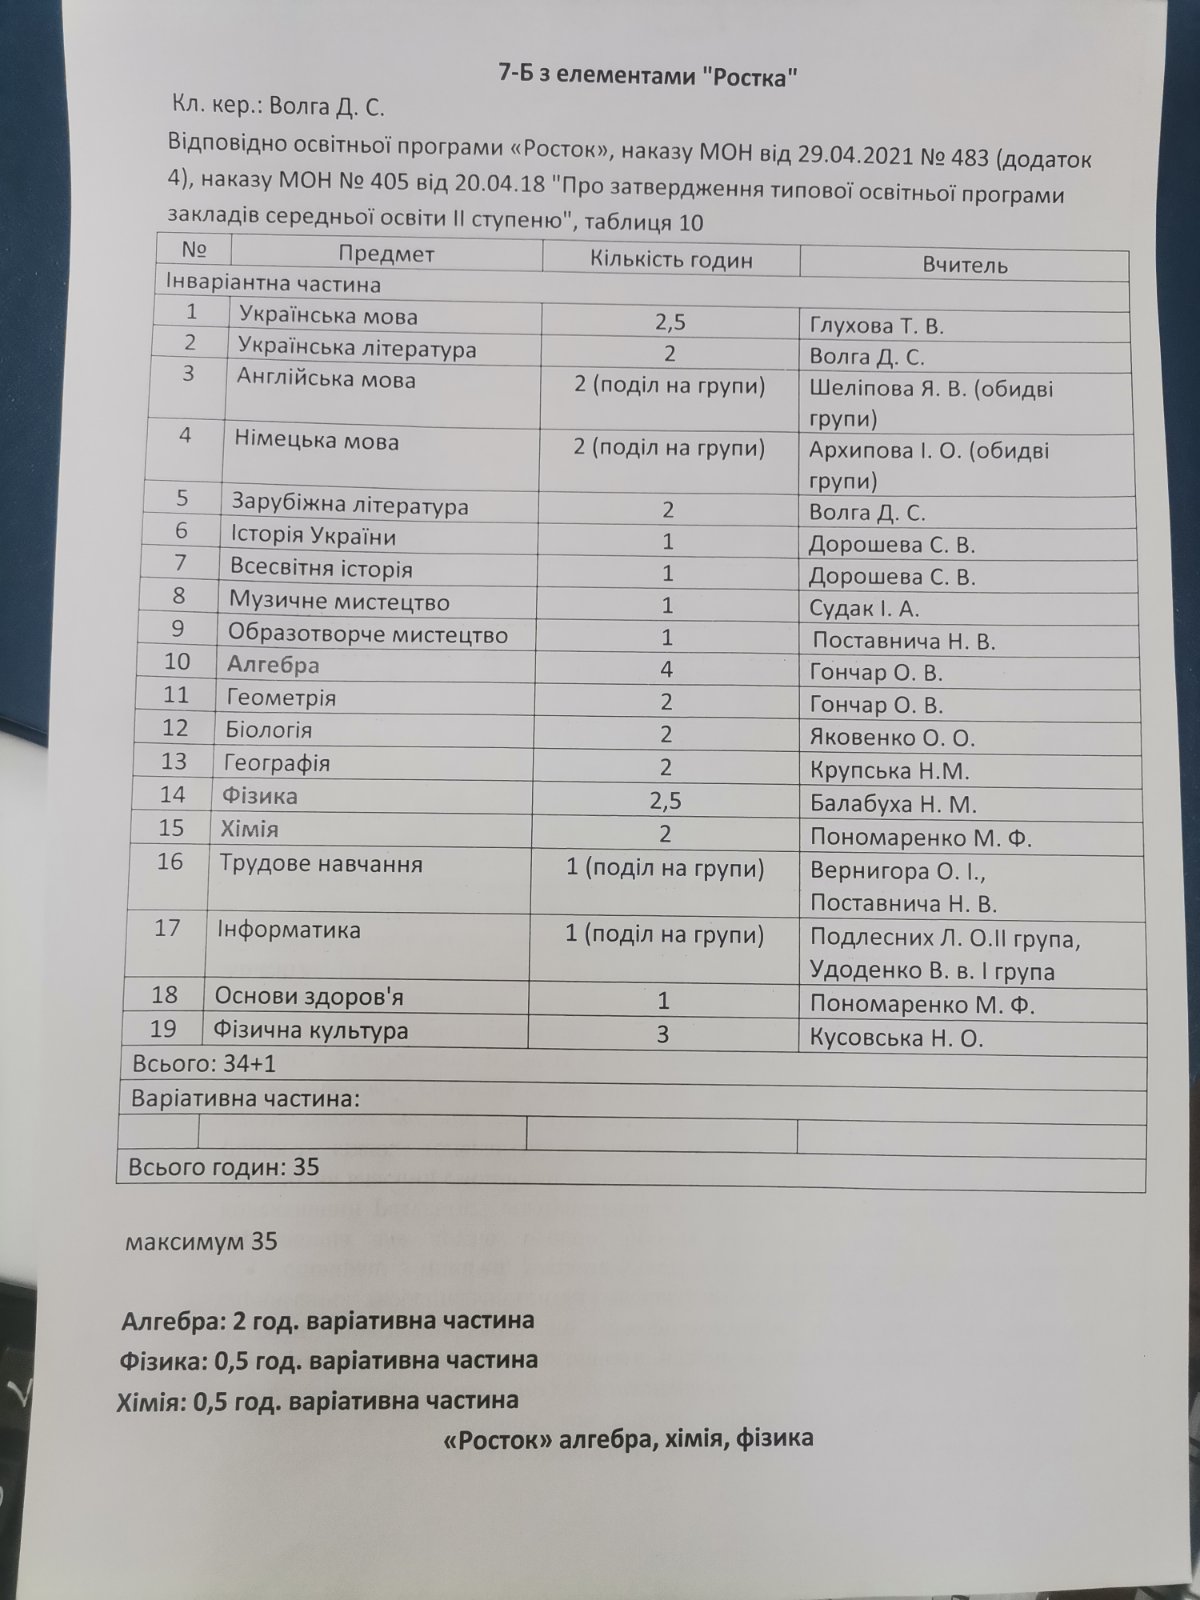 7-Б з елементами "Ростка"
Кл. кер.: Волга Д. С.
Відповідно освітньої програми «Росток», наказу МОН від 29.04.2021 № 483 (додаток
4), наказу МОН № 405 від 20.04.18 "Про затвердження типової освітньої програми
закладів середньої освіти ІІ ступеню", таблиця 10
№ Предмет Кількість годин Вчитель
Інваріантна частина
1 Українська мова 2,5 Глухова Т. В.
2 Українська література 2 Волга Д. С.
3 Англійська мова 2 (поділ на групи) Шеліпова Я. В. (обидві
групи)
4 Німецька мова 2 (поділ на групи) Архипова І. О. (обидві
групи)
5 Зарубіжна література 2 Волга Д. С.
6 Історія України 1 Дорошева С. В.
7 Всесвітня історія 1 Дорошева С. В.
8 Музичне мистецтво 1 Судак І. А.
9 Образотворче мистецтво 1 Поставнича Н. В.
10 Алгебра 4 Гончар О. В.
11 Геометрія 2 Гончар О. В.
12 Біологія 2 Яковенко О. О.
13 Географія 2 Крупська Н.М.
14 Фізика 2,5 Балабуха Н. М.
15 Хімія 2 Пономаренко М. Ф.
16 Трудове навчання 1 (поділ на групи) Вернигора О. І.,
Поставнича Н. В.
17 Інформатика 1 (поділ на групи) Подлесних Л. О.ІІ група,
Удоденко В. в. І група
18 Основи здоров'я 1 Пономаренко М. Ф.
19 Фізична культура 3 Кусовська Н. О.
Всього: 34+1
Варіативна частина:
Всього годин: 35
максимум 35
Алгебра: 2 год. варіативна частина
Фізика: 0,5 год. варіативна частина
Хімія: 0,5 год. варіативна частина
«Росток» алгебра, хімія, фізика